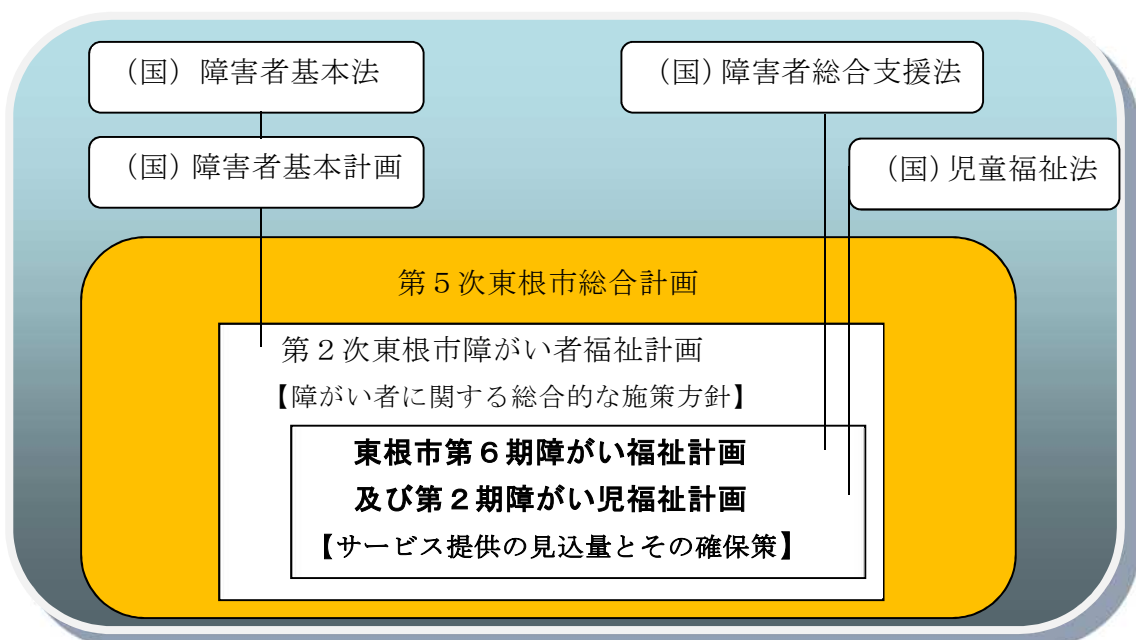 （国）障害者基本法
（国）障害者総合支援法
（国）障害者基本計画
（国）児童福祉法
第５次東根市総合計画
第２次東根市障がい者福祉計画
【障がい者に関する総合的な施策方針】
東根市第６期障がい福祉計画
及び第２期障がい児福祉計画
【サービス提供の見込量とその確保策】